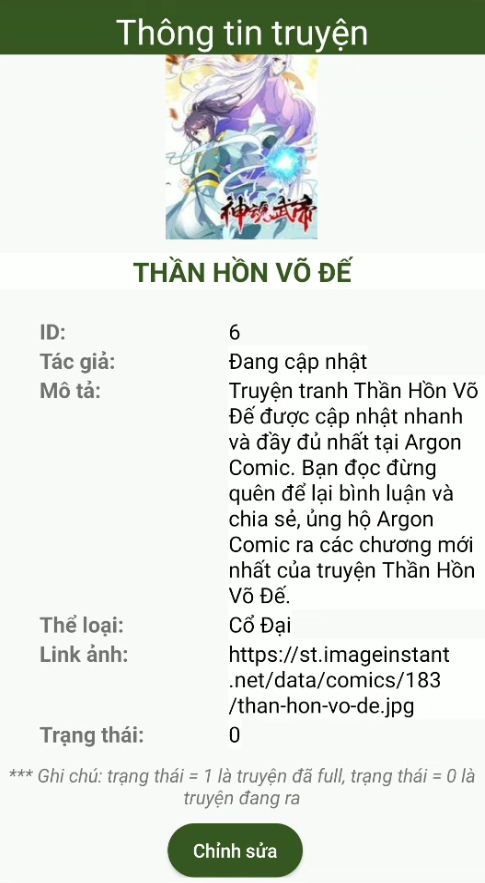 Thông tin truyện
神魂武帝
THẦN HỒN VÕ ĐẾ
ID: 6
Tác giả: Đang cập nhật
Mô tả: Truyện tranh Thần Hồn Võ
Đế được cập nhật nhanh
và đầy đủ nhất tại Argon
Comic. Bạn đọc đừng
quên để lại bình luận và
chia sẻ, ủng hộ Argon
Comic ra các chương mới
nhất của truyện Thần Hồn
Võ Đế.
Thể loại: Cổ Đại
Link ảnh: https://st.imageinstant
.net/data/comics/183
/than-hon-vo-de.jpg
Trạng thái: 0
*** Ghi chú: trạng thái = 1 là truyện đã full, trạng thái = 0 là
truyện đang ra
Chỉnh sửa